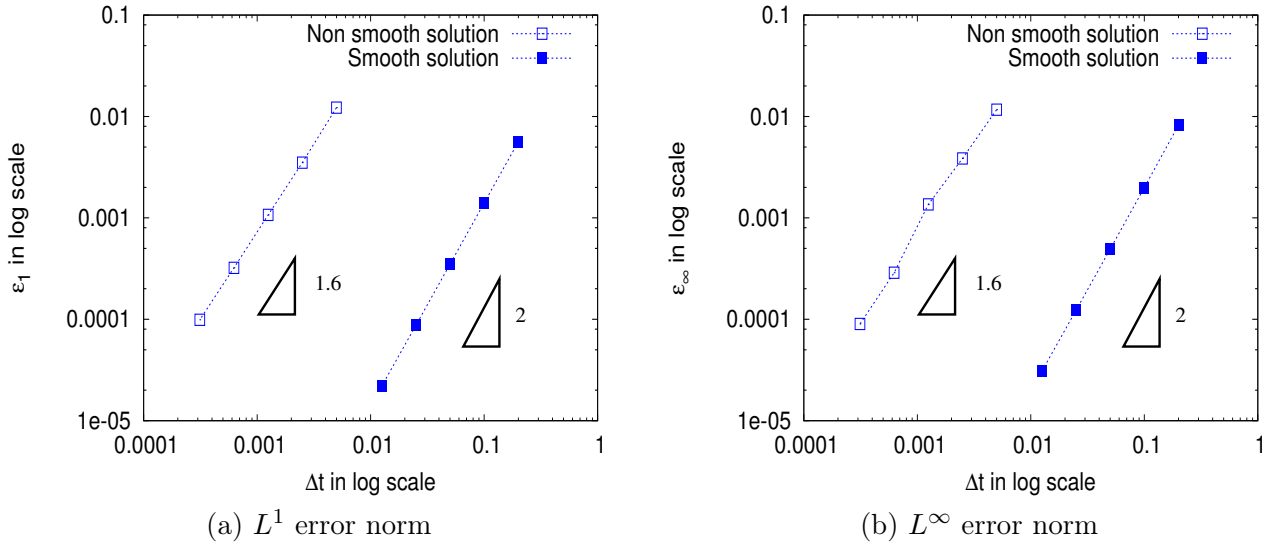 0.1
0.01
0.001
0.0001
1e-05
0.0001 0.001 0.01 0.1 1
ε1 in log scale
Δt in log scale
Non smooth solution
Smooth solution
1.6
2
(a) L¹ error norm
0.1
0.01
0.001
0.0001
1e-05
0.0001 0.001 0.01 0.1 1
ε∞ in log scale
Δt in log scale
Non smooth solution
Smooth solution
1.6
2
(b) L∞ error norm